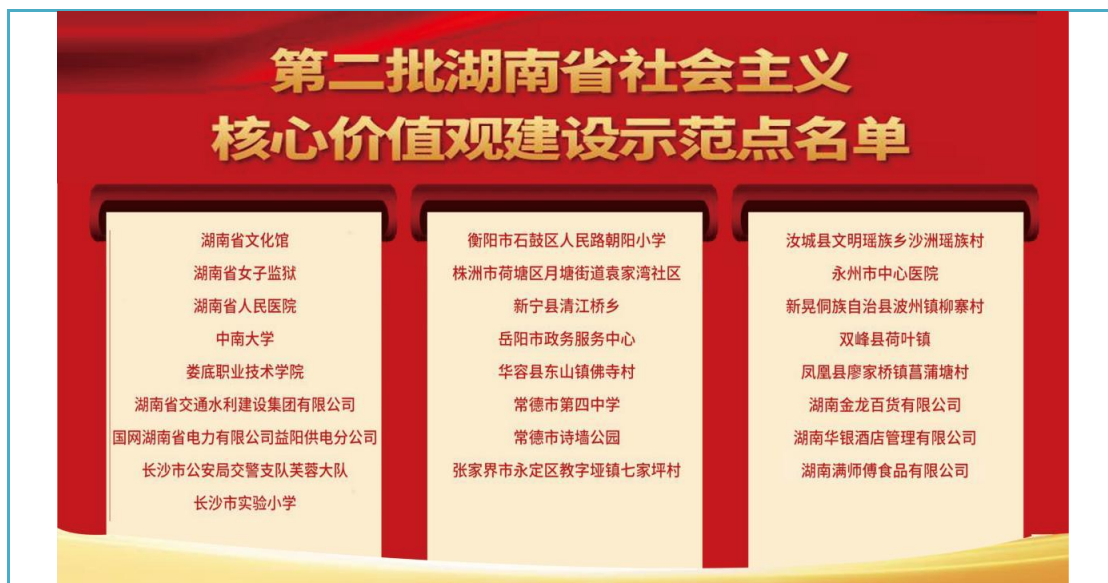 第二批湖南省社会主义
核心价值观建设示范点名单
湖南省文化馆
湖南省女子监狱
湖南省人民医院
中南大学
娄底职业技术学院
湖南省交通水利建设集团有限公司
国网湖南省电力有限公司益阳供电分公司
长沙市公安局交警支队芙蓉大队
长沙市实验小学
衡阳市石鼓区人民路朝阳小学
株洲市荷塘区月塘街道袁家湾社区
新宁县清江桥乡
岳阳市政务服务中心
华容县东山镇佛寺村
常德市第四中学
常德市诗墙公园
张家界市永定区教字垭镇七家坪村
汝城县文明瑶族乡沙洲瑶族村
永州市中心医院
新晃侗族自治县波州镇柳寨村
双峰县荷叶镇
凤凰县廖家桥镇菖蒲塘村
湖南金龙百货有限公司
湖南华银酒店管理有限公司
湖南满师傅食品有限公司